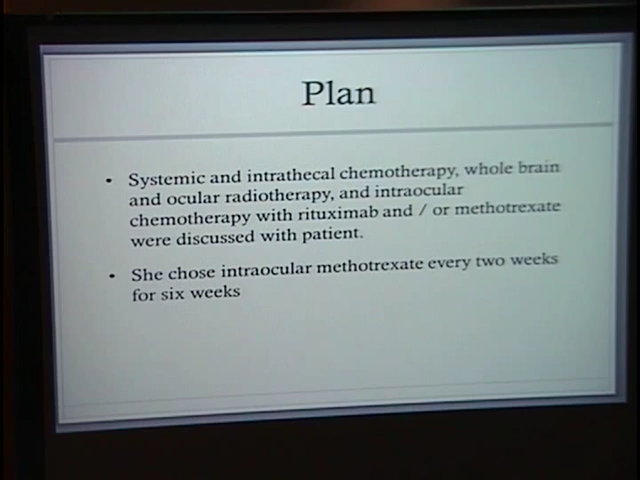 Plan
• Systemic and intrathecal chemotherapy, whole brain
and ocular radiotherapy, and intraocular
chemotherapy with rituximab and / or methotrexate
were discussed with patient.
• She chose intraocular methotrexate every two weeks
for six weeks